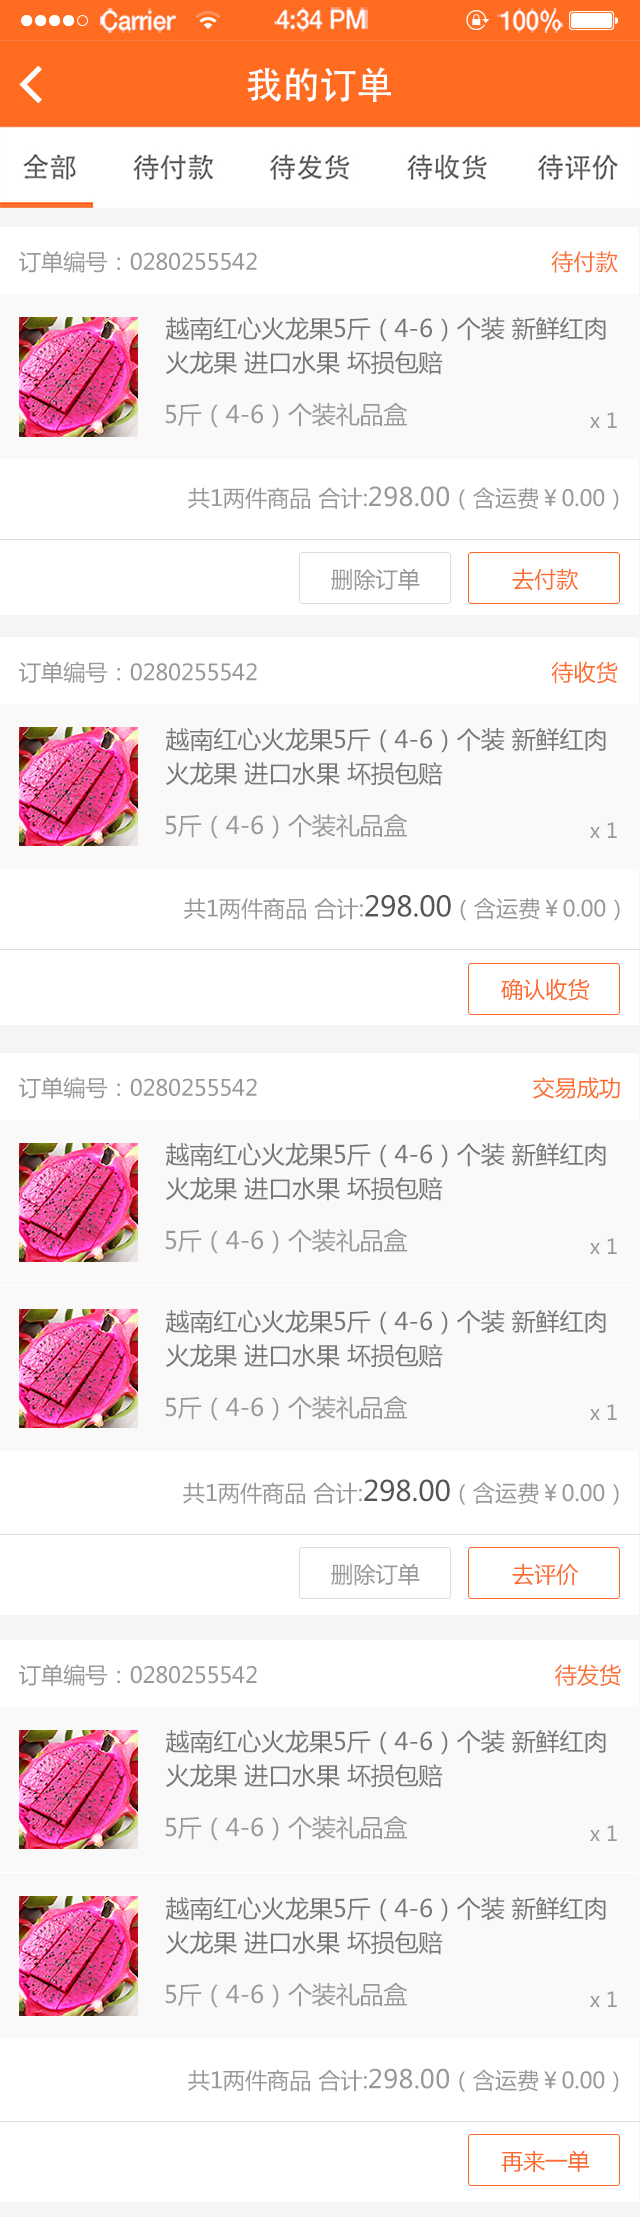 Carrier 4:34 PM 100%
我的订单
全部 待付款 待发货 待收货 待评价
订单编号：0280255542 待付款
越南红心火龙果5斤（4-6）个装 新鲜红肉
火龙果 进口水果 坏损包赔
5斤（4-6）个装礼品盒 x 1
共1两件商品 合计:298.00（含运费￥0.00）
删除订单 去付款
订单编号：0280255542 待收货
越南红心火龙果5斤（4-6）个装 新鲜红肉
火龙果 进口水果 坏损包赔
5斤（4-6）个装礼品盒 x 1
共1两件商品 合计:298.00（含运费￥0.00）
确认收货
订单编号：0280255542 交易成功
越南红心火龙果5斤（4-6）个装 新鲜红肉
火龙果 进口水果 坏损包赔
5斤（4-6）个装礼品盒 x 1
越南红心火龙果5斤（4-6）个装 新鲜红肉
火龙果 进口水果 坏损包赔
5斤（4-6）个装礼品盒 x 1
共1两件商品 合计:298.00（含运费￥0.00）
删除订单 去评价
订单编号：0280255542 待发货
越南红心火龙果5斤（4-6）个装 新鲜红肉
火龙果 进口水果 坏损包赔
5斤（4-6）个装礼品盒 x 1
越南红心火龙果5斤（4-6）个装 新鲜红肉
火龙果 进口水果 坏损包赔
5斤（4-6）个装礼品盒 x 1
共1两件商品 合计:298.00（含运费￥0.00）
再来一单